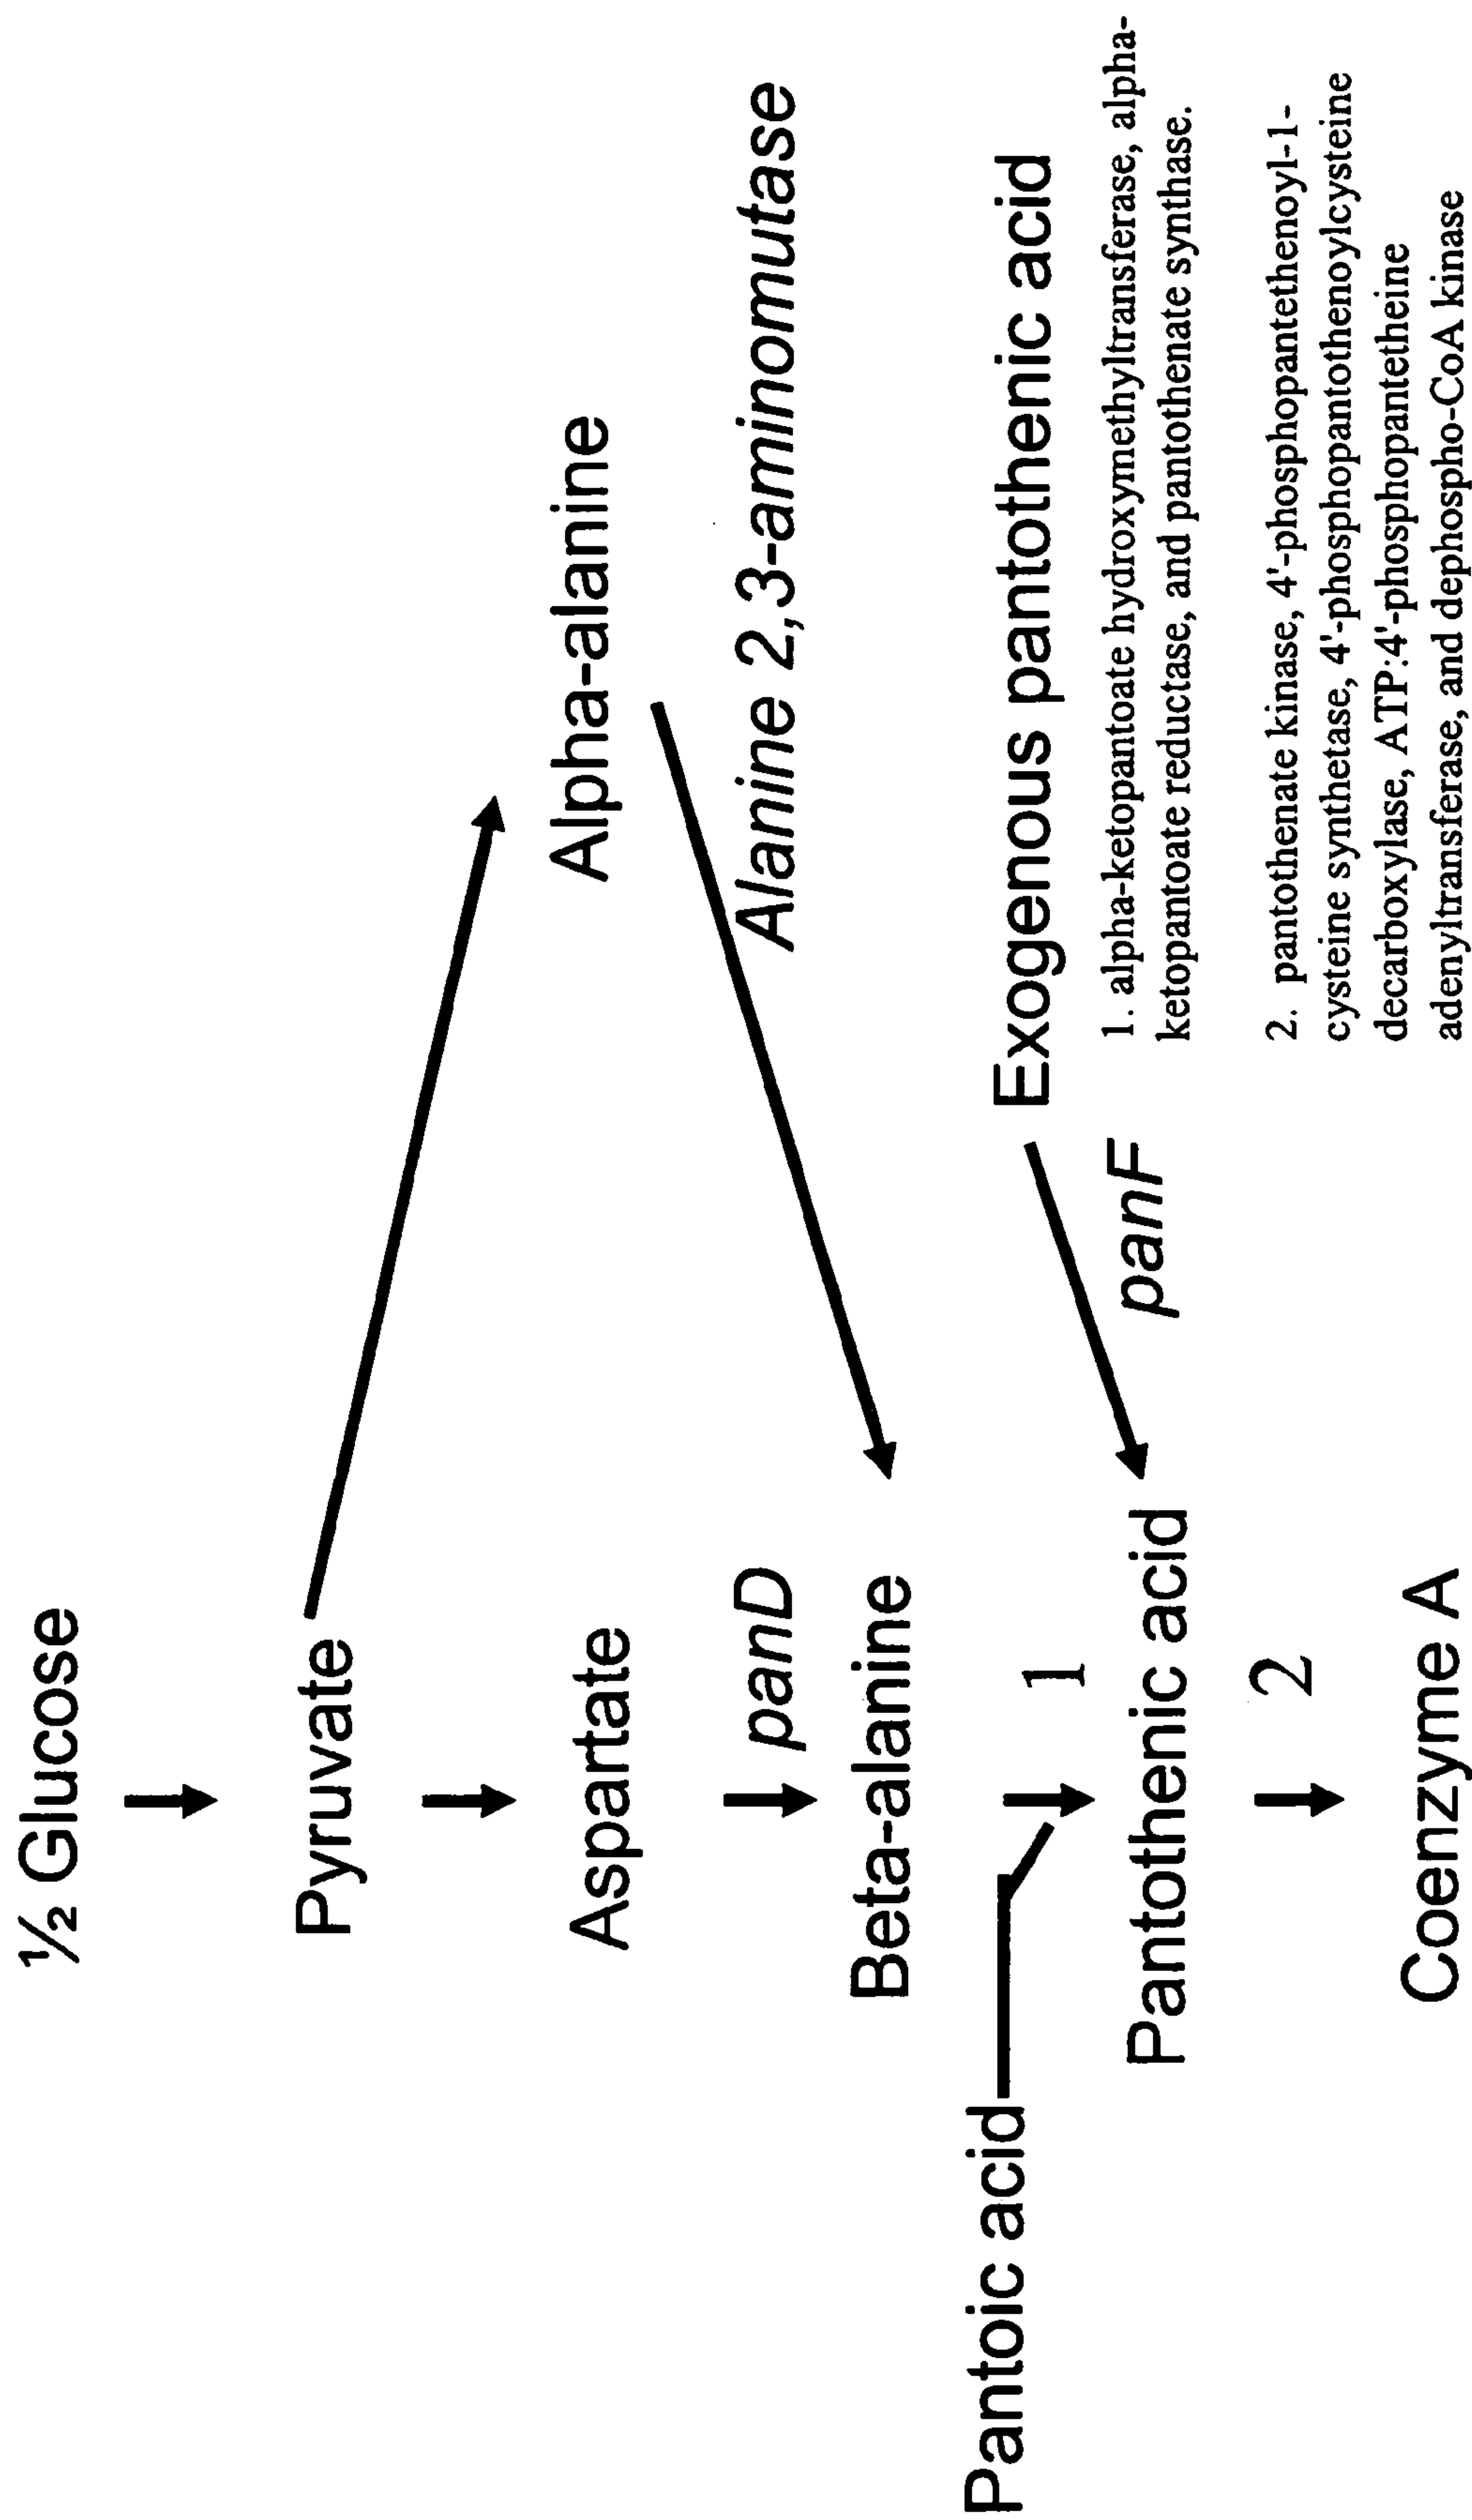 ½ Glucose
Pyruvate
Alpha-alanine
Aspartate
panD
Alanine 2,3-aminomutase
Beta-alanine
Pantoic acid
1
Exogenous pantothenic acid
panF
Pantothenic acid
1. alpha-ketopantoate hydroxymethyltransferase, alpha-
ketopantoate reductase, and pantothenate synthase.
2
2. pantothenate kinase, 4'-phosphopantethenoyl-1-
cysteine synthetase, 4'-phosphopantothenoylcysteine
decarboxylase, ATP:4'-phosphopantetheine
adenyltransferase, and dephospho-CoA kinase
Coenzyme A